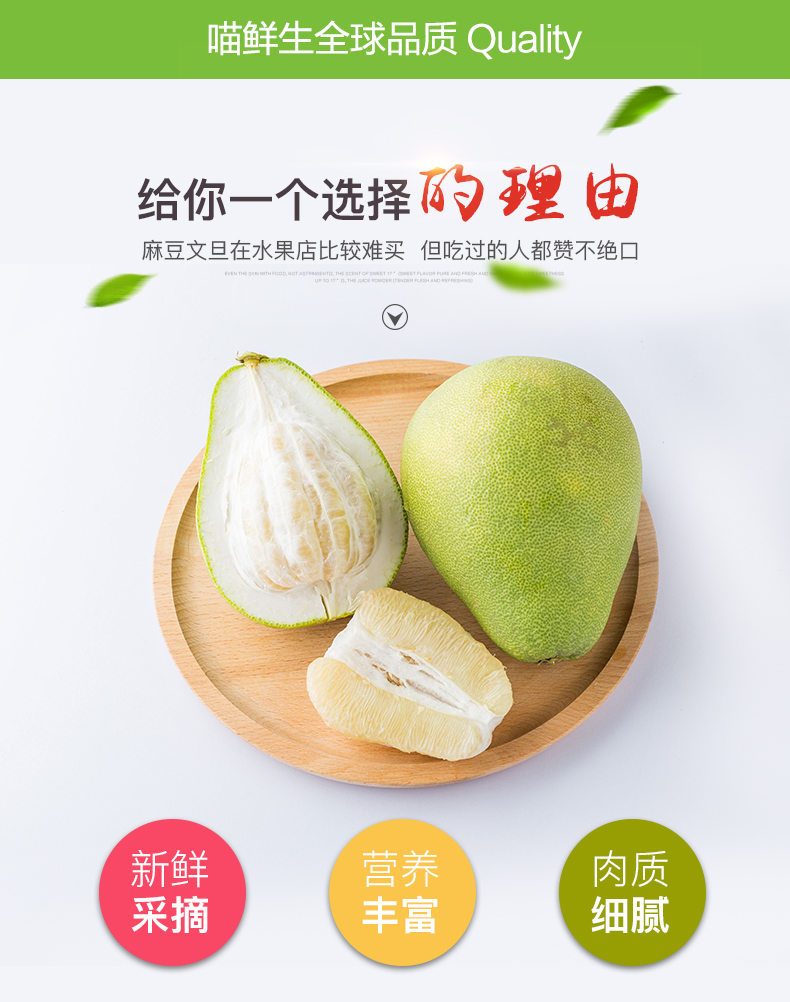 喵鲜生全球品质 Quality
给你一个选择的理由
麻豆文旦在水果店比较难买 但吃过的人都赞不绝口
新鲜
采摘
营养
丰富
肉质
细腻